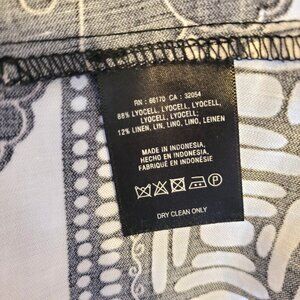 RN : 66170 CA : 32054
88% LYOCELL, LYOCELL, LYOCELL,
LYOCELL, LYOCELL;
12% LINEN, LIN, LINO, LINO, LEINEN
MADE IN INDONESIA,
HECHO EN INDONESIA,
FABRIQUÉ EN INDONÉSIE
P
DRY CLEAN ONLY